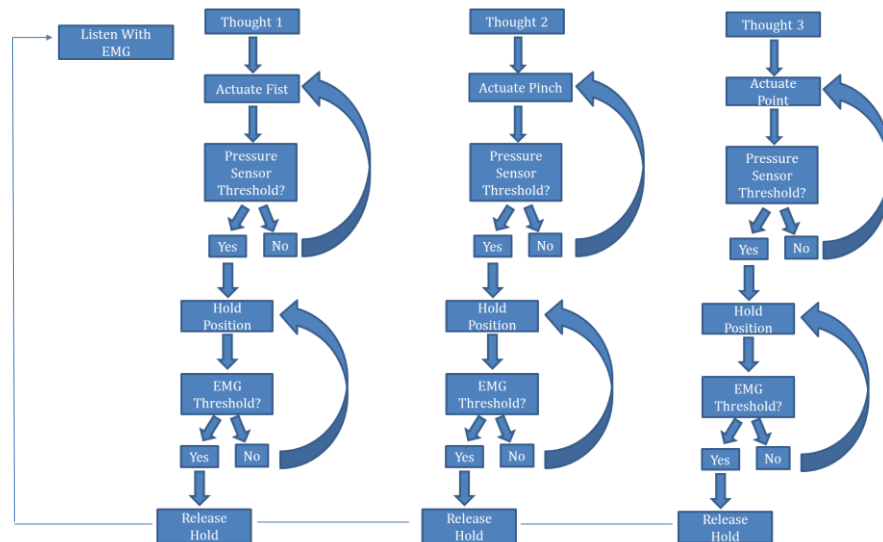 Listen With
EMG
Thought 1
Actuate Fist
Pressure
Sensor
Threshold?
Yes
No
Hold
Position
EMG
Threshold?
Yes
No
Release
Hold
Thought 2
Actuate Pinch
Pressure
Sensor
Threshold?
Yes
No
Hold
Position
EMG
Threshold?
Yes
No
Release
Hold
Thought 3
Actuate
Point
Pressure
Sensor
Threshold?
Yes
No
Hold
Position
EMG
Threshold?
Yes
No
Release
Hold